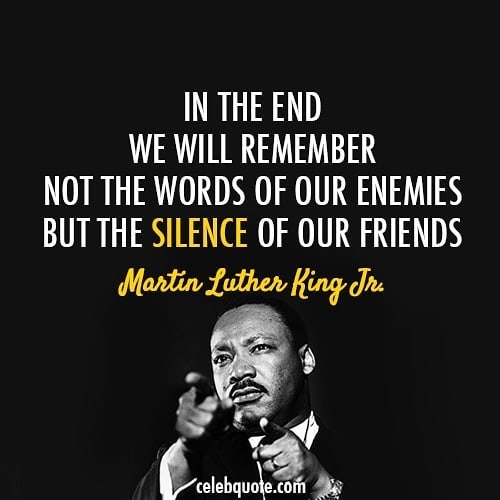 IN THE END
WE WILL REMEMBER
NOT THE WORDS OF OUR ENEMIES
BUT THE SILENCE OF OUR FRIENDS
Martin Luther King Jr.
celebquote.com